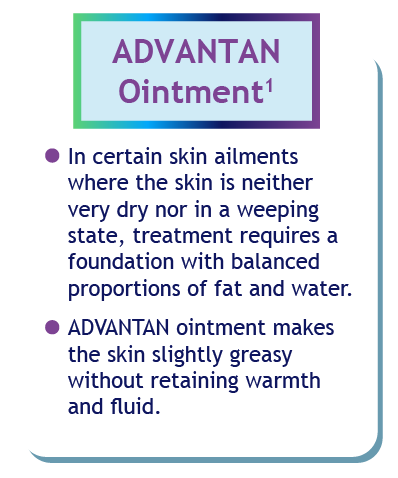 ADVANTAN
Ointment¹
● In certain skin ailments
where the skin is neither
very dry nor in a weeping
state, treatment requires a
foundation with balanced
proportions of fat and water.
● ADVANTAN ointment makes
the skin slightly greasy
without retaining warmth
and fluid.